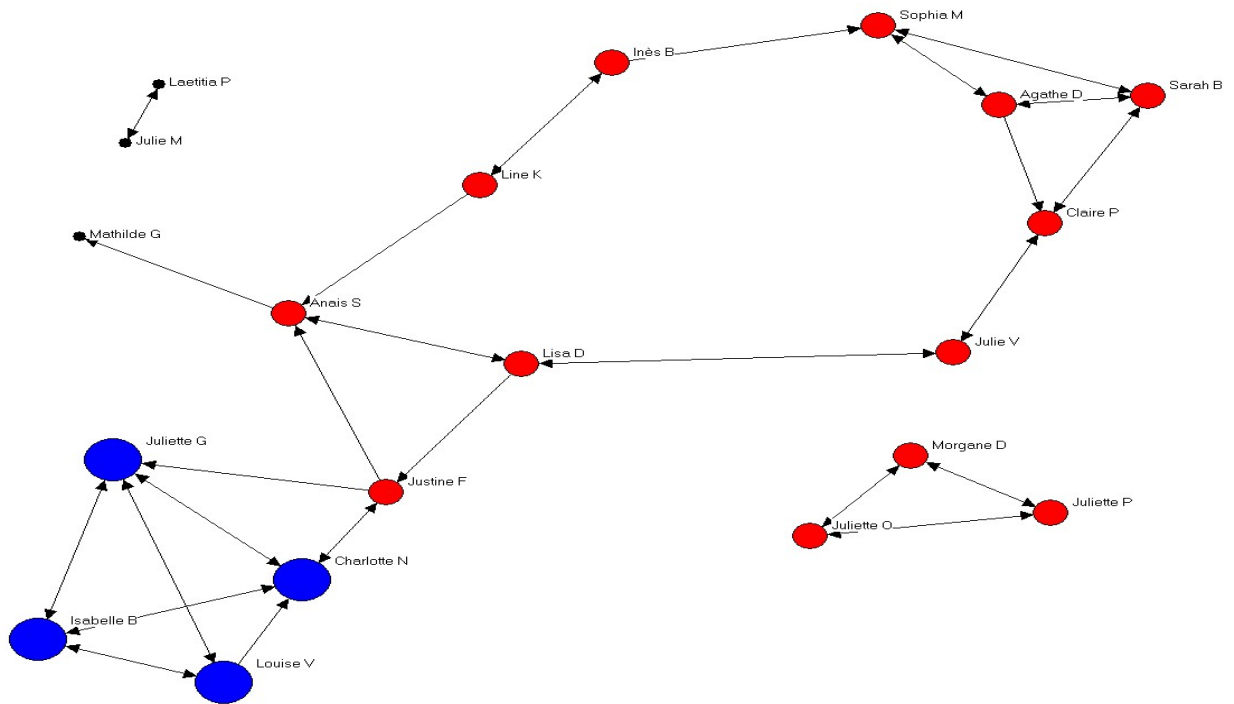 Sophia M
Inès B
Laetitia P
Agathe D
Sarah B
Julie M
Line K
Claire P
Mathilde G
Anais S
Lisa D
Julie V
Juliette G
Morgane D
Justine F
Juliette P
Juliette O
Charlotte N
Isabelle B
Louise V